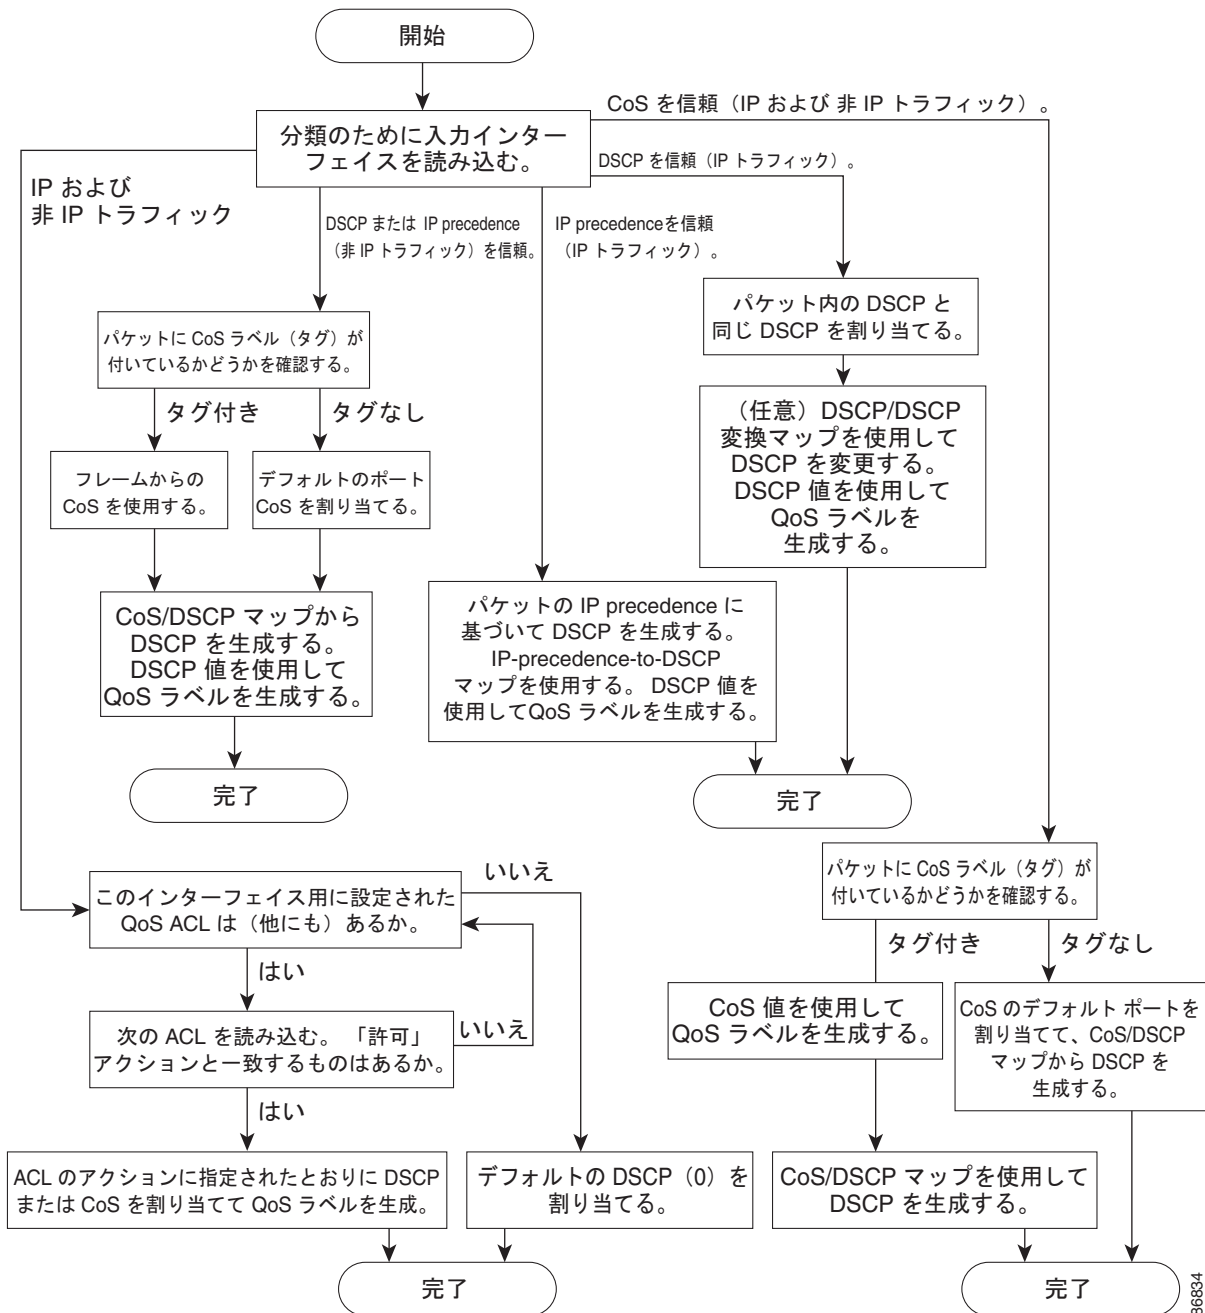 開始
CoS を信頼（IP および 非 IP トラフィック）。
分類のために入力インター
フェイスを読み込む。
DSCP を信頼（IP トラフィック）。
IP および
非 IP トラフィック
DSCP または IP precedence
（非 IP トラフィック）を信頼。
IP precedenceを信頼
（IP トラフィック）。
パケット内の DSCP と
同じ DSCP を割り当てる。
パケットに CoS ラベル（タグ）が
付いているかどうかを確認する。
タグ付き
タグなし
（任意）DSCP/DSCP
変換マップを使用して
DSCP を変更する。
DSCP 値を使用して
QoS ラベルを
生成する。
フレームからの
CoS を使用する。
デフォルトのポート
CoS を割り当てる。
CoS/DSCP マップから
DSCP を生成する。
DSCP 値を使用して
QoS ラベルを生成する。
パケットの IP precedence に
基づいて DSCP を生成する。
IP-precedence-to-DSCP
マップを使用する。 DSCP 値を
使用してQoS ラベルを生成する。
完了
完了
パケットに CoS ラベル（タグ）が
付いているかどうかを確認する。
いいえ
このインターフェイス用に設定された
QoS ACL は（他にも）あるか。
タグ付き
タグなし
はい
CoS 値を使用して
QoS ラベルを生成する。
CoS のデフォルト ポートを
割り当てて、CoS/DSCP
マップから DSCP を
生成する。
次の ACL を読み込む。 「許可」
アクションと一致するものはあるか。
いいえ
はい
ACL のアクションに指定されたとおりに DSCP
または CoS を割り当てて QoS ラベルを生成。
デフォルトの DSCP（0）を
割り当てる。
CoS/DSCP マップを使用して
DSCP を生成する。
完了
完了
86834